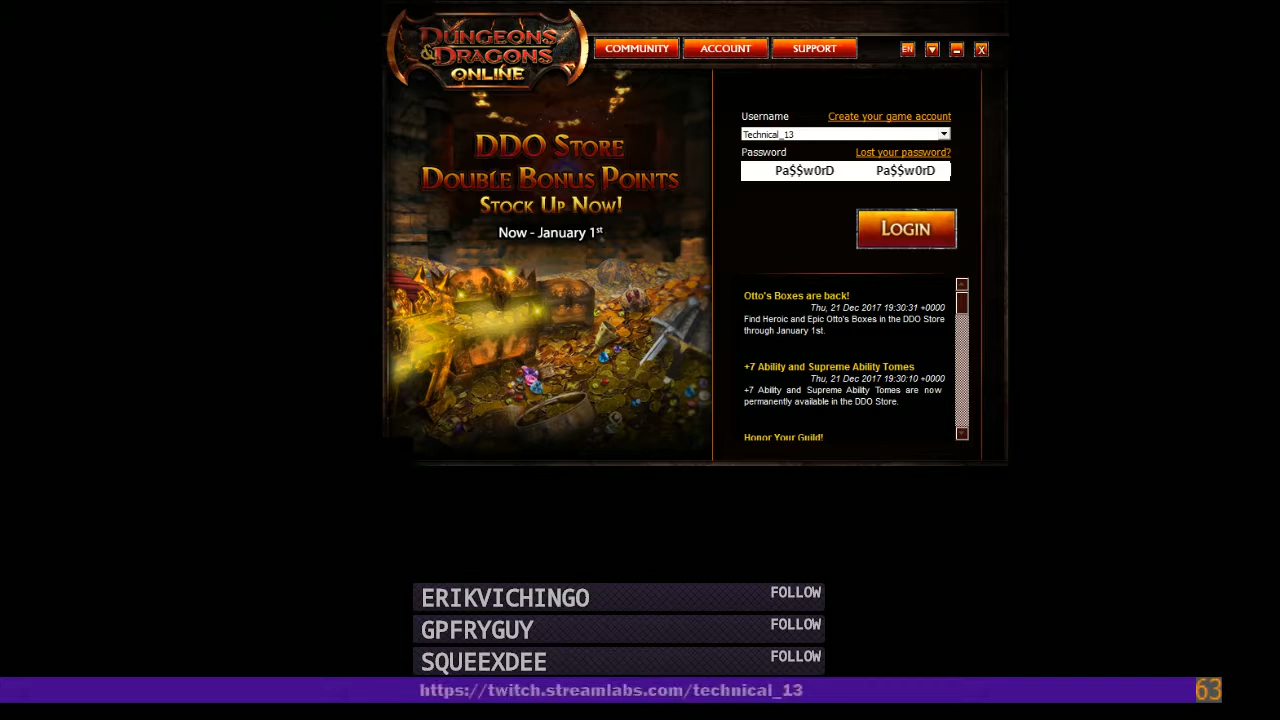 DUNGEONS
& DRAGONS
ONLINE
COMMUNITY ACCOUNT SUPPORT EN X
DDO STORE
DOUBLE BONUS POINTS
STOCK UP NOW!
Now - January 1st
Username Create your game account
Technical_13
Password Lost your password?
Pa$$w0rD Pa$$w0rD
LOGIN
Otto's Boxes are back!
Thu, 21 Dec 2017 19:30:31 +0000
Find Heroic and Epic Otto's Boxes in the DDO Store
through January 1st.
+7 Ability and Supreme Ability Tomes
Thu, 21 Dec 2017 19:30:10 +0000
+7 Ability and Supreme Ability Tomes are now
permanently available in the DDO Store.
Honor Your Guild!
ERIKVICHINGO FOLLOW
GPFRYGUY FOLLOW
SQUEEXDEE FOLLOW
https://twitch.streamlabs.com/technical_13 63